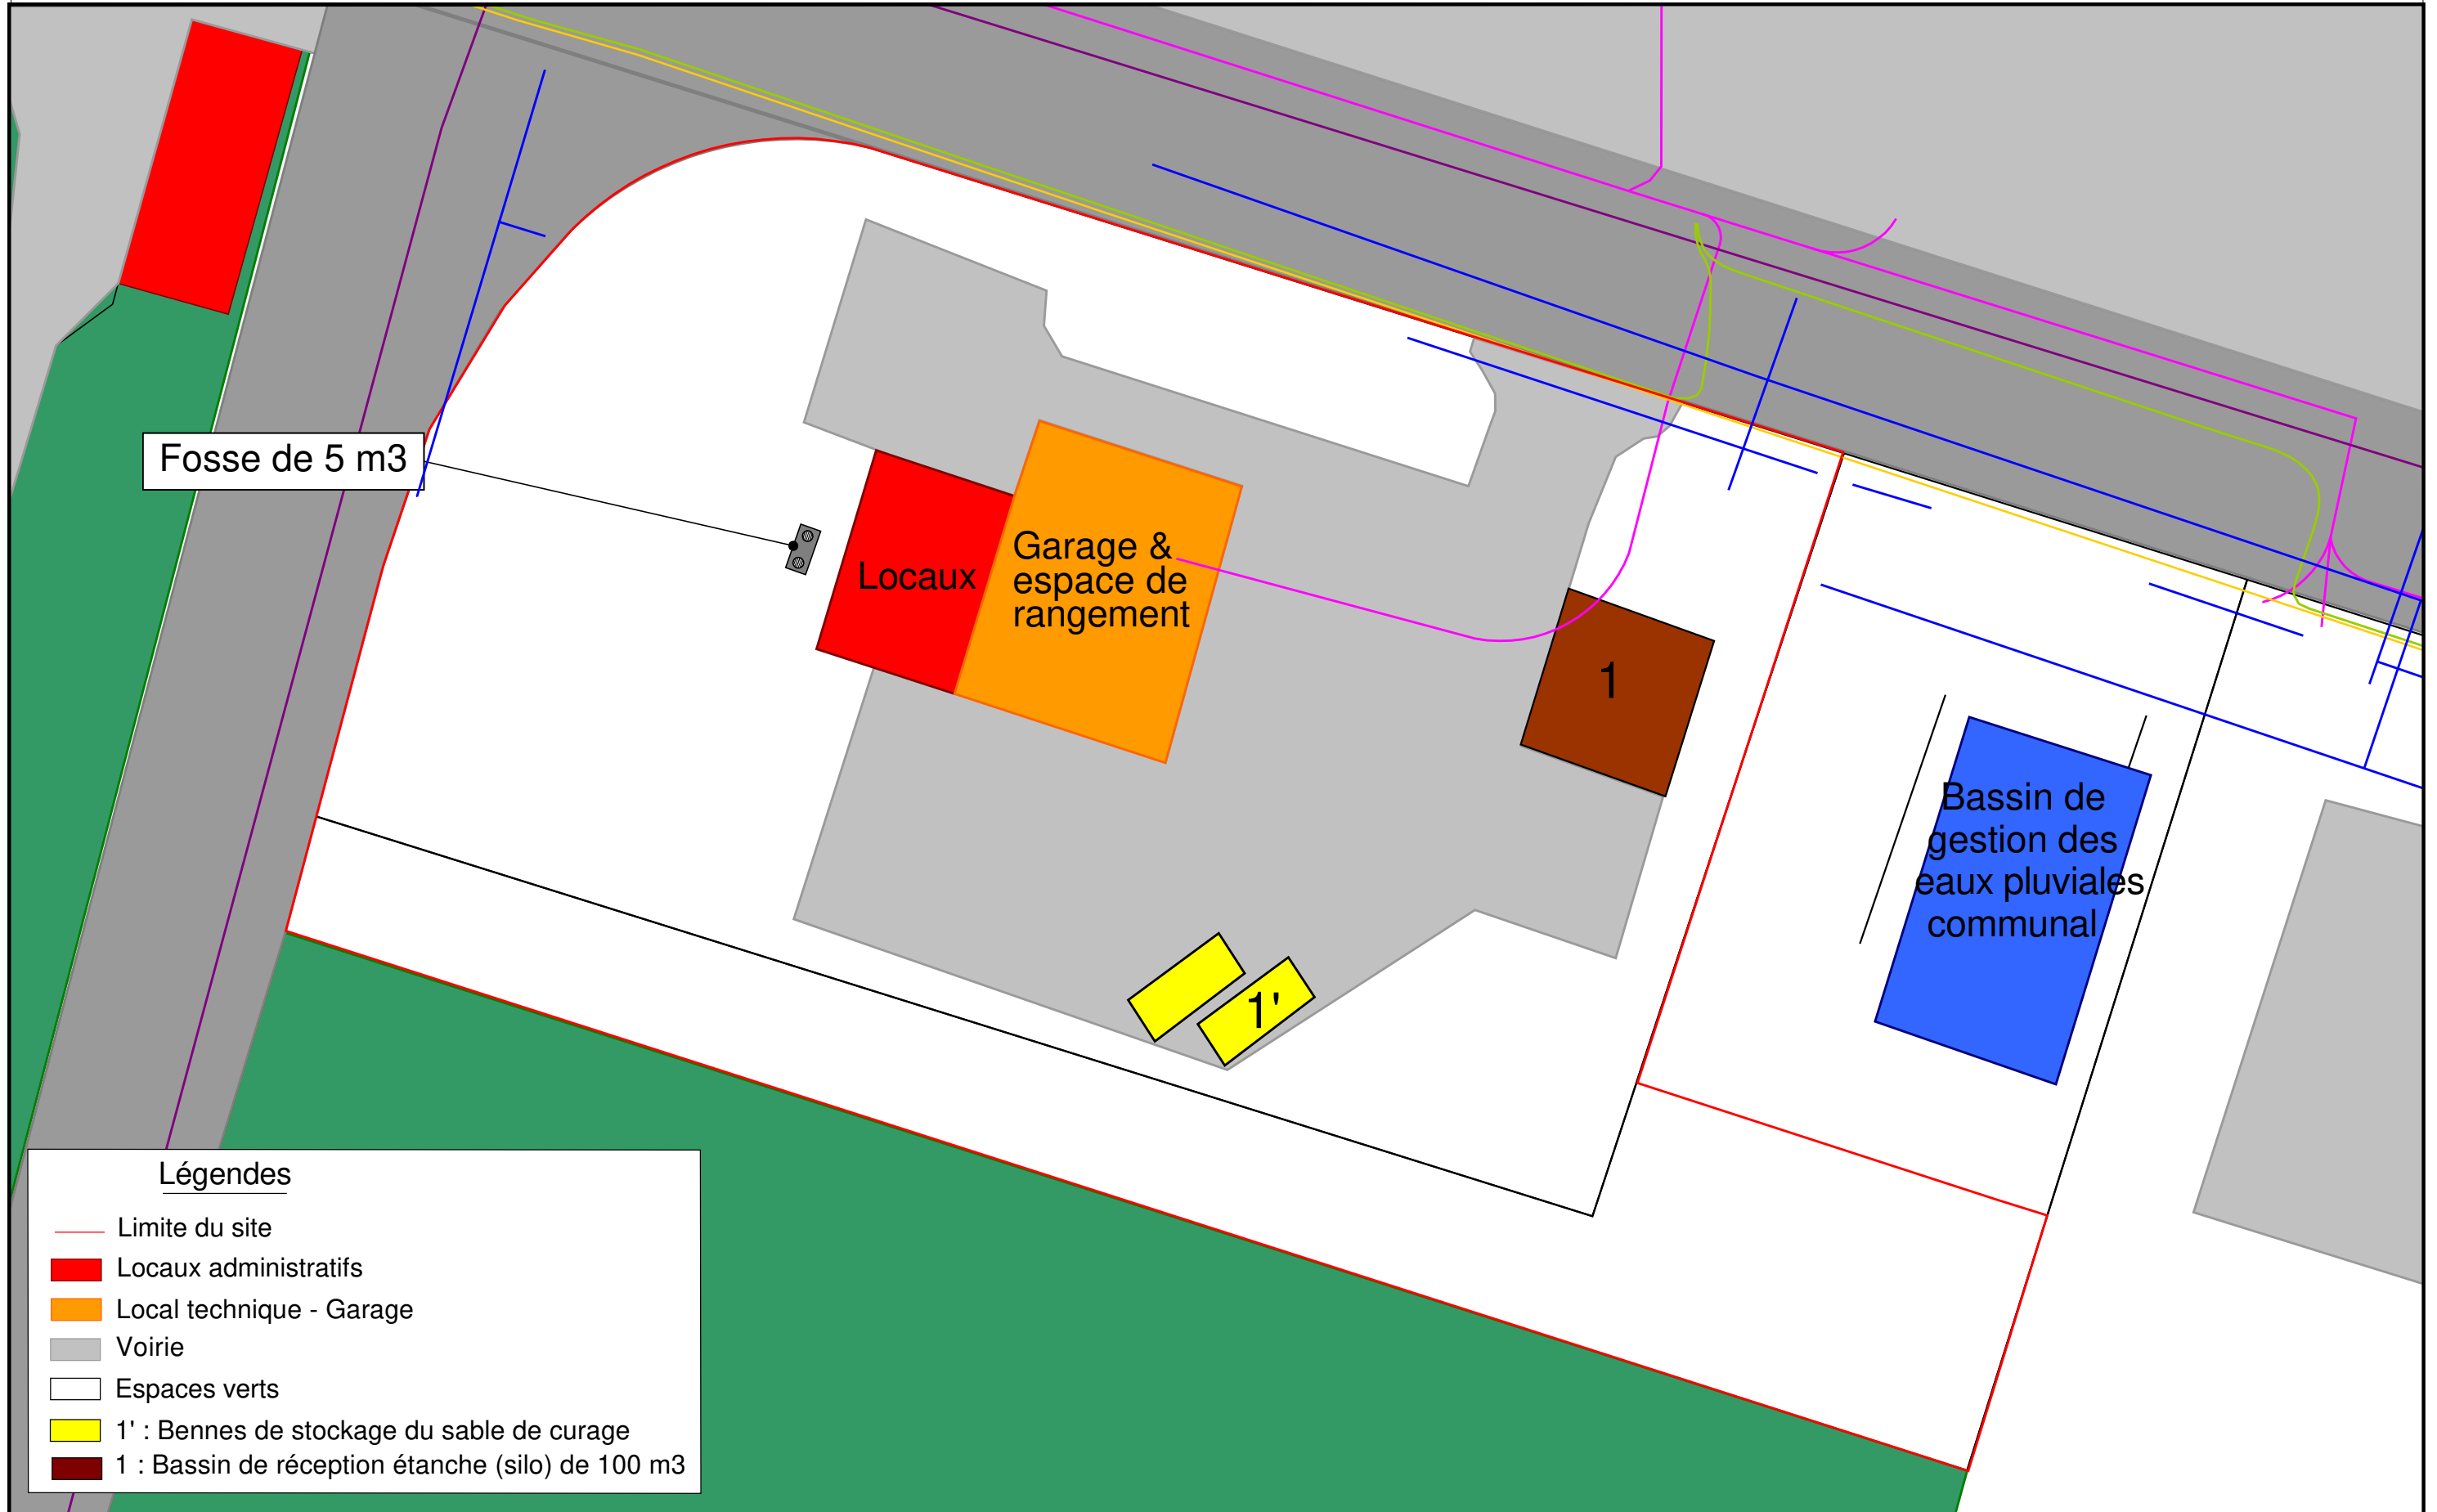 Fosse de 5 m3
Locaux
Garage &
espace de
rangement
1
Bassin de
gestion des
eaux pluviales
communal
1'
Légendes
Limite du site
Locaux administratifs
Local technique - Garage
Voirie
Espaces verts
1' : Bennes de stockage du sable de curage
1 : Bassin de réception étanche (silo) de 100 m3